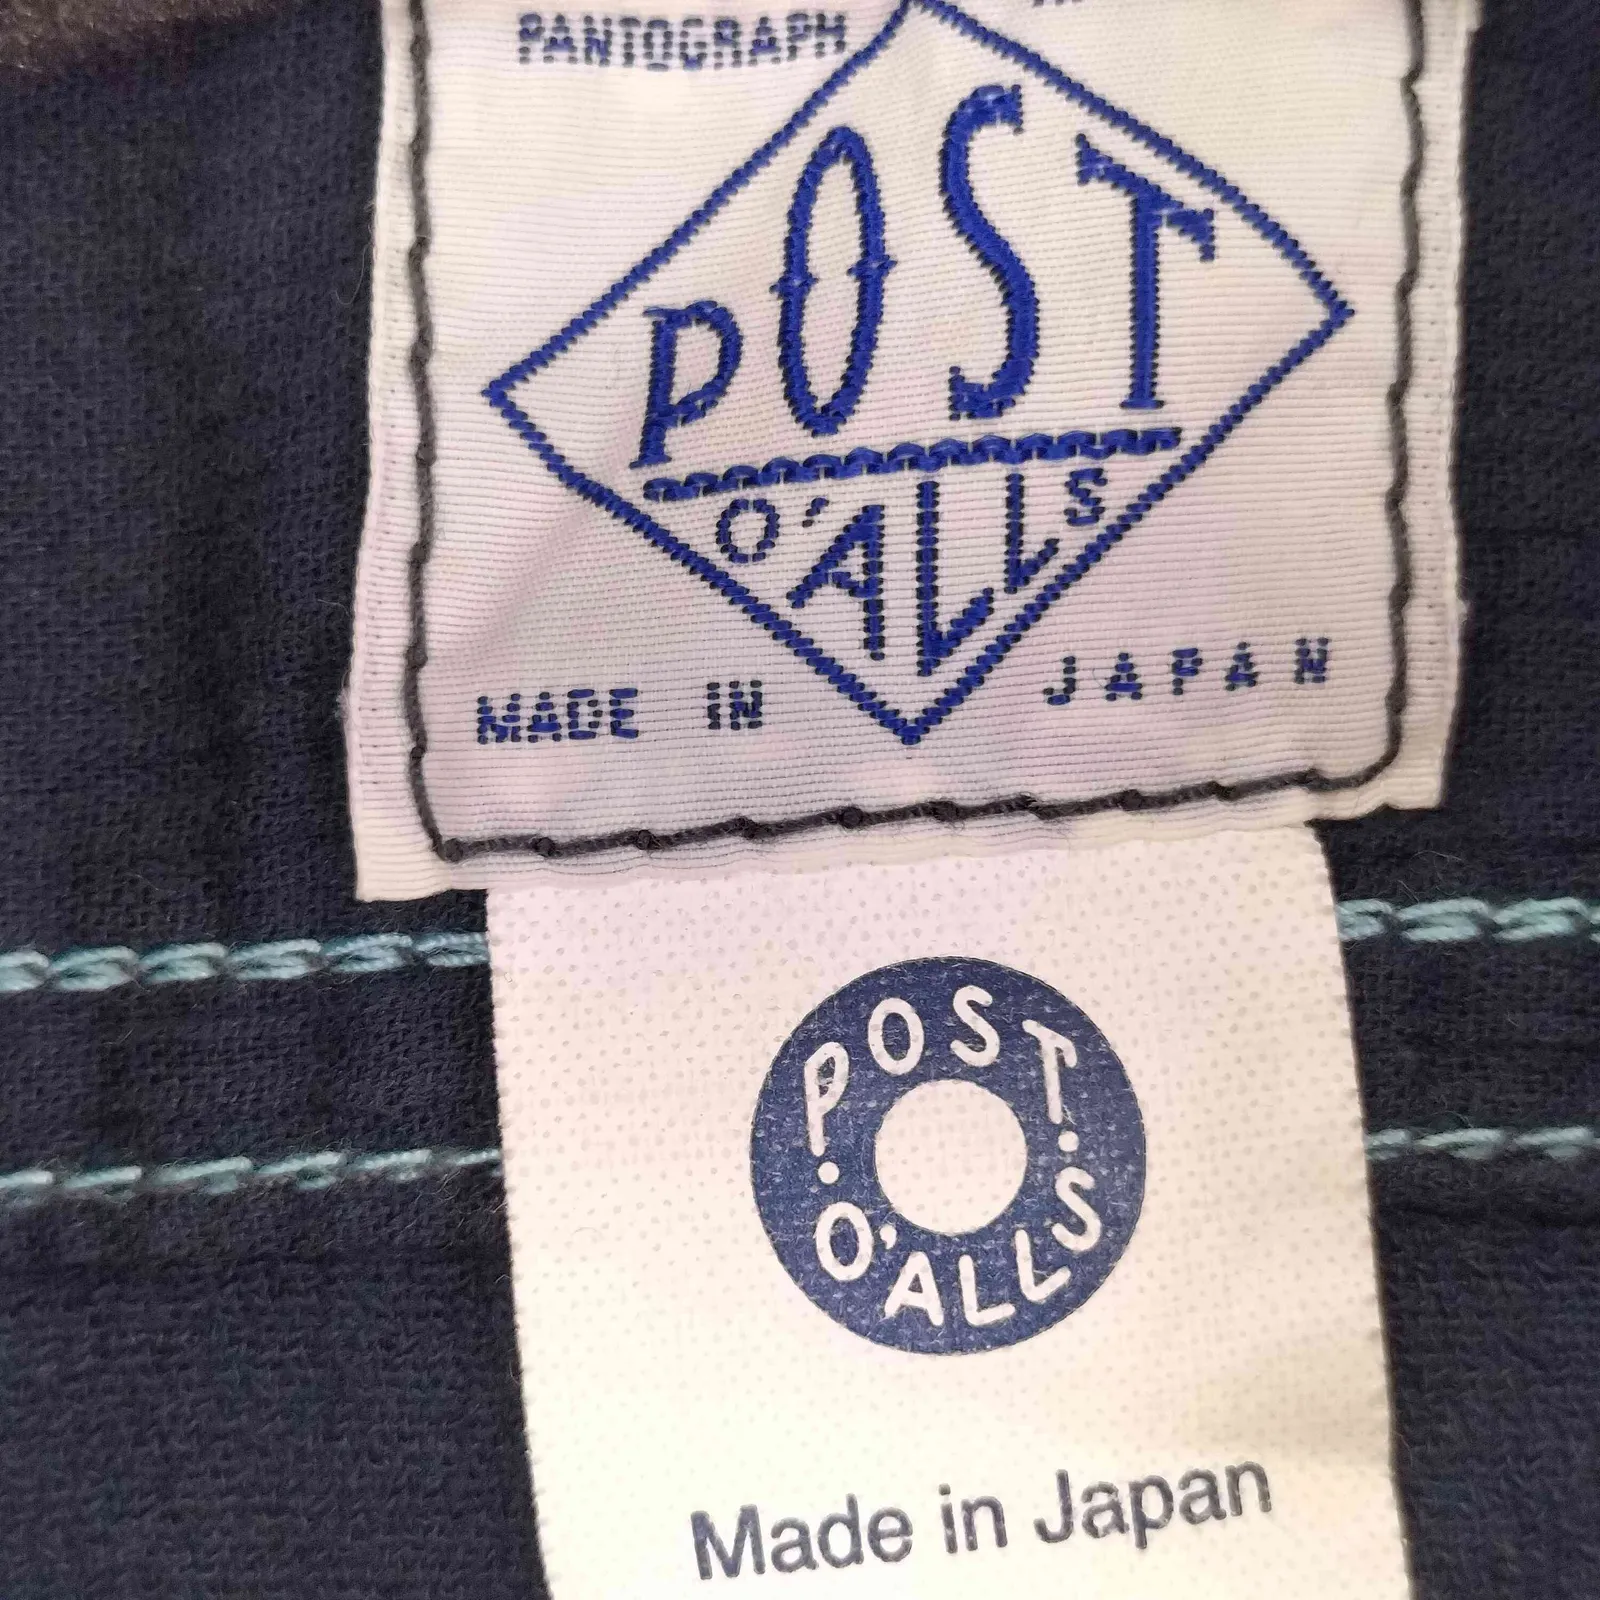 PANTOGRAPH
POST
O'ALLS
MADE IN JAPAN
POST
O'ALLS
Made in Japan